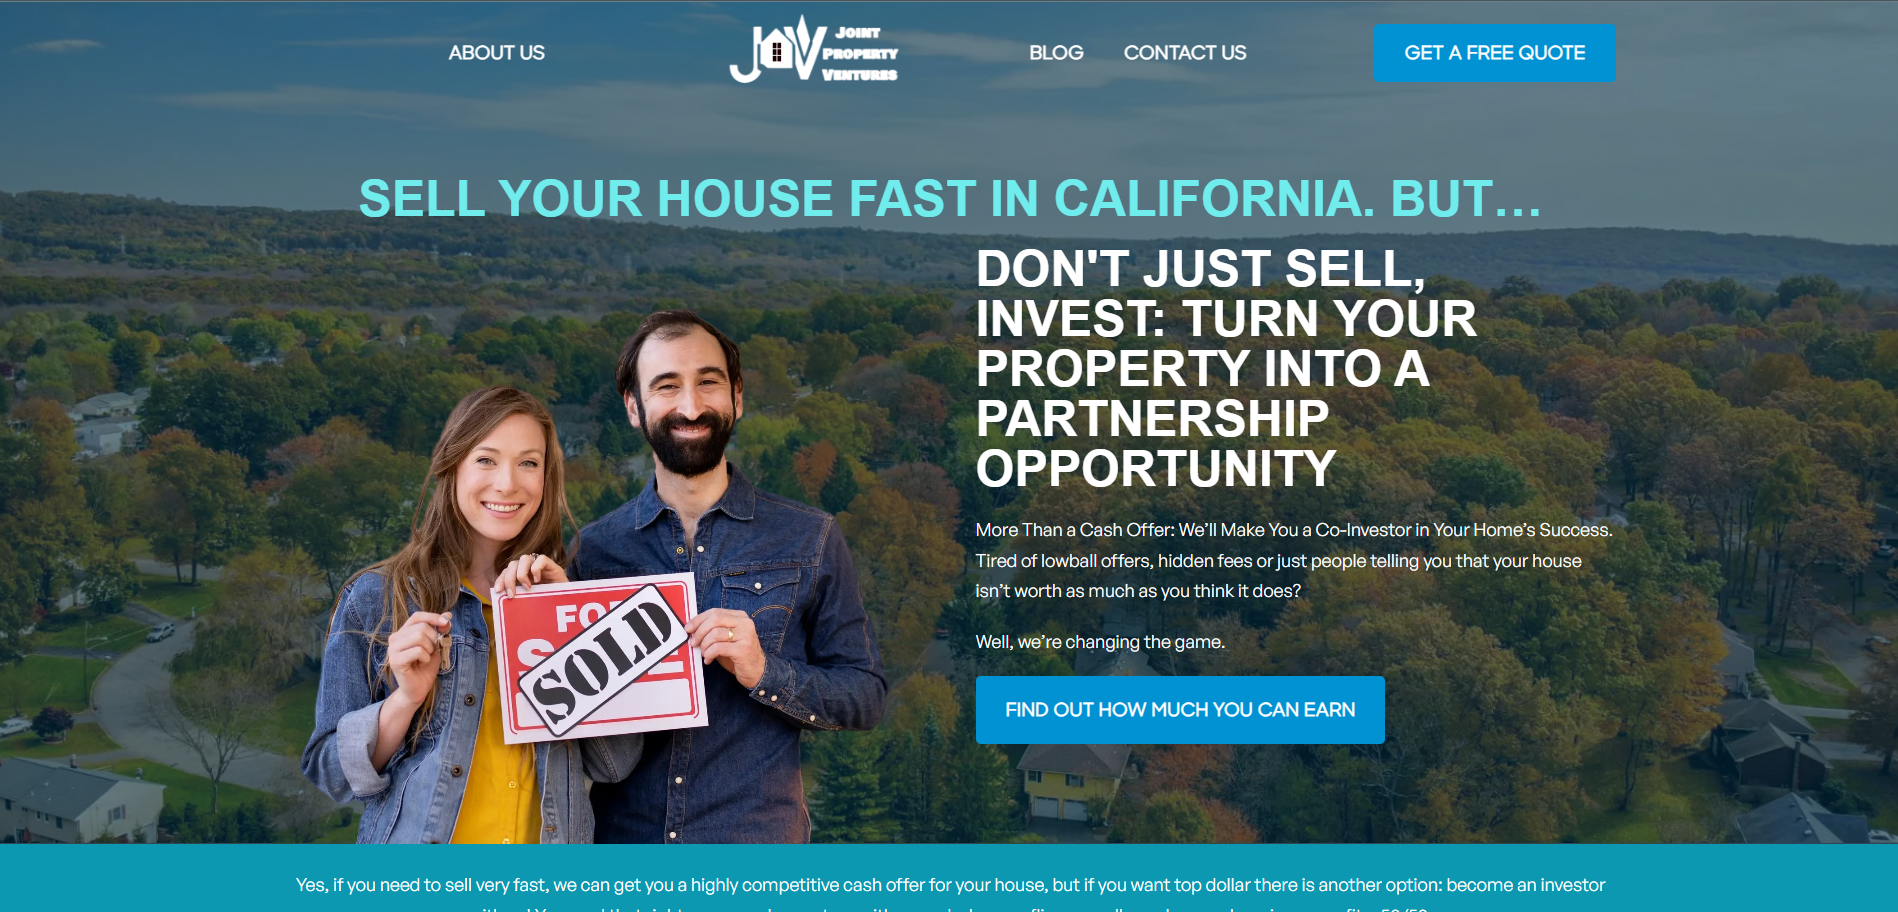 ABOUT US
JOINT
PROPERTY
VENTURES
BLOG
CONTACT US
GET A FREE QUOTE
SELL YOUR HOUSE FAST IN CALIFORNIA. BUT…
DON'T JUST SELL,
INVEST: TURN YOUR
PROPERTY INTO A
PARTNERSHIP
OPPORTUNITY
More Than a Cash Offer: We’ll Make You a Co-Investor in Your Home’s Success.
Tired of lowball offers, hidden fees or just people telling you that your house
isn’t worth as much as you think it does?
Well, we’re changing the game.
FIND OUT HOW MUCH YOU CAN EARN
SOLD
Yes, if you need to sell very fast, we can get you a highly competitive cash offer for your house, but if you want top dollar there is another option: become an investor